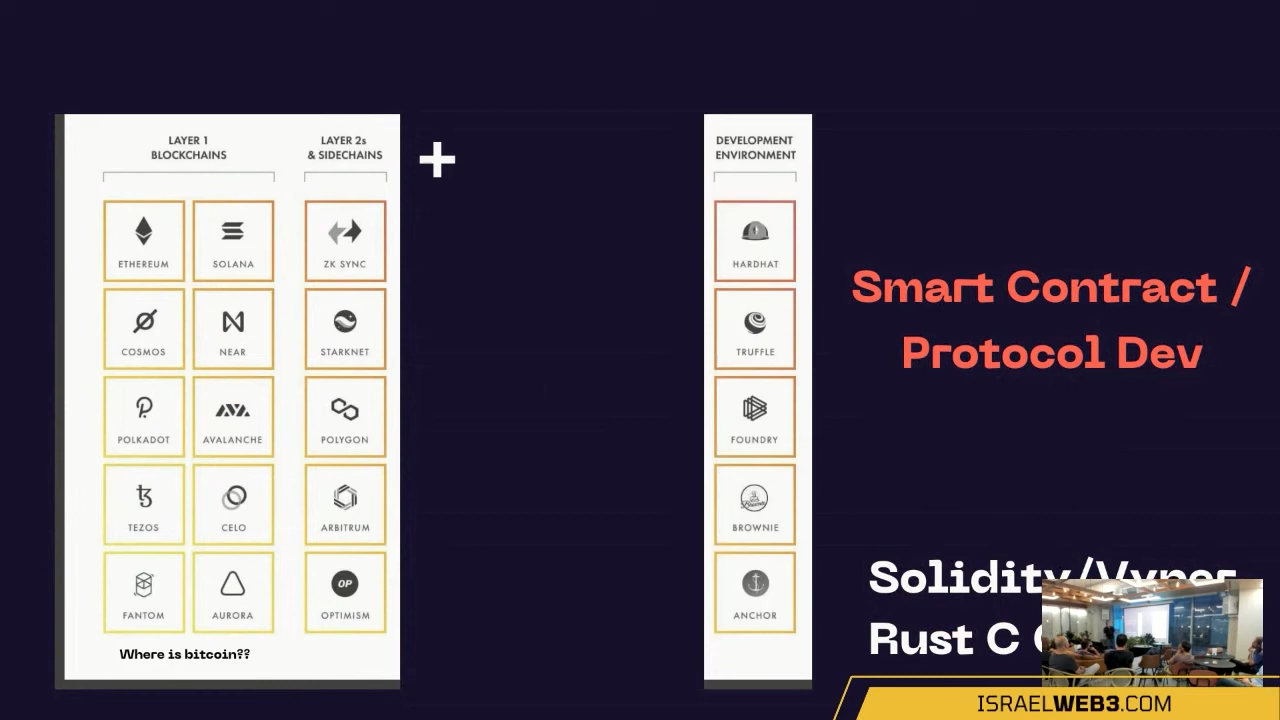 LAYER 1
BLOCKCHAINS
LAYER 2s
& SIDECHAINS
+
ETHEREUM
SOLANA
ZK SYNC
COSMOS
NEAR
STARKNET
POLKADOT
AVALANCHE
POLYGON
TEZOS
CELO
ARBITRUM
FANTOM
AURORA
OP
OPTIMISM
Where is bitcoin??
DEVELOPMENT
ENVIRONMENT
HARDHAT
TRUFFLE
FOUNDRY
BROWNIE
ANCHOR
Smart Contract /
Protocol Dev
Solidity/Vyper
Rust C
ISRAELWEB3.COM